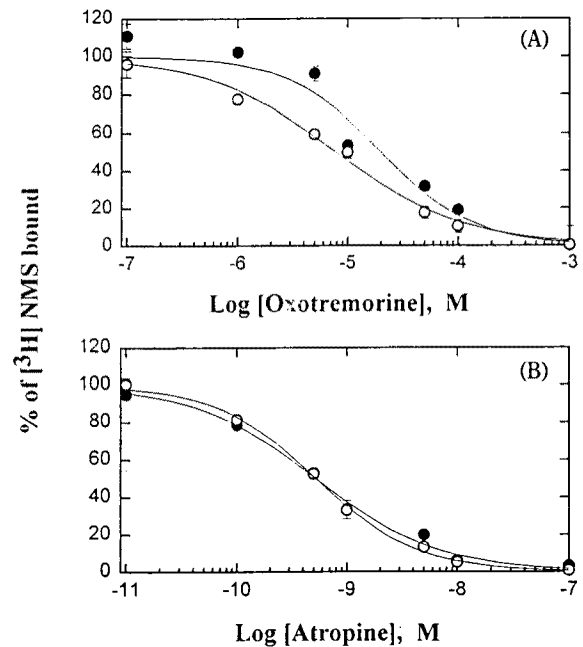 % of [³H] NMS bound
(A)
120
100
80
60
40
20
0
-7 -6 -5 -4 -3
Log [Oxotremorine], M
(B)
120
100
80
60
40
20
0
-11 -10 -9 -8 -7
Log [Atropine], M